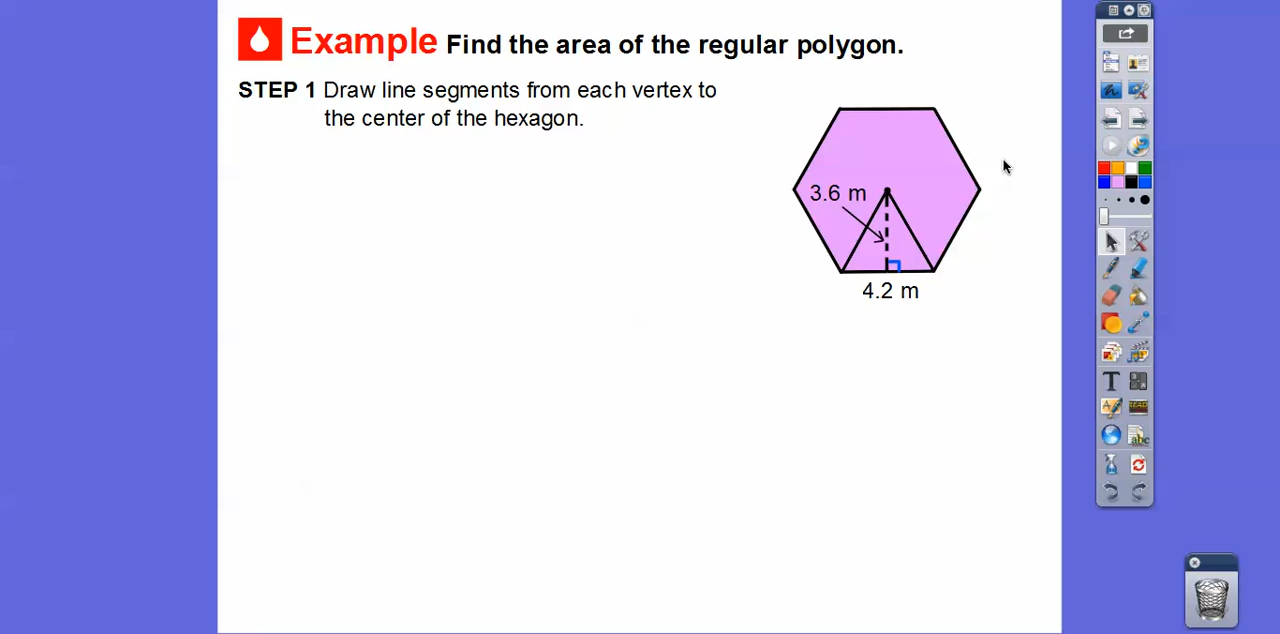 Example Find the area of the regular polygon.
STEP 1 Draw line segments from each vertex to
the center of the hexagon.
3.6 m
4.2 m